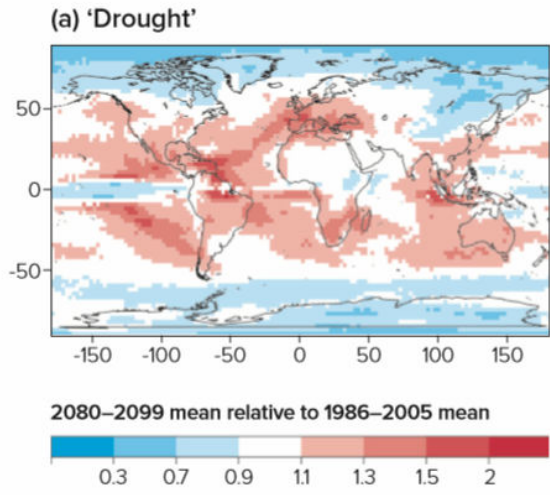 (a) ‘Drought’
50
0
-50
-150 -100 -50 0 50 100 150
2080–2099 mean relative to 1986–2005 mean
0.3 0.7 0.9 1.1 1.3 1.5 2